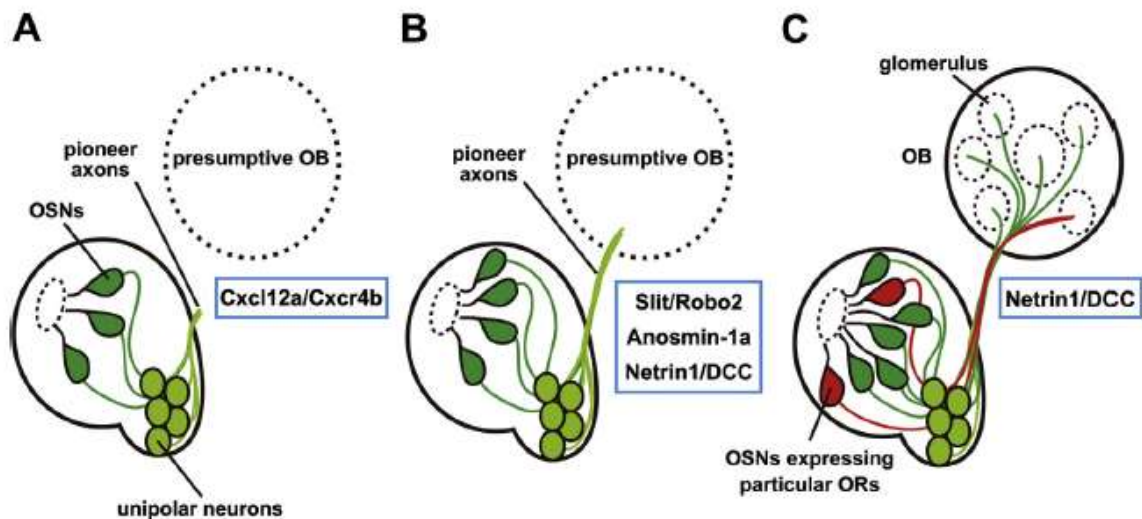 A
pioneer
axons
OSNs
presumptive OB
Cxcl12a/Cxcr4b
unipolar neurons
B
pioneer
axons
presumptive OB
Slit/Robo2
Anosmin-1a
Netrin1/DCC
C
glomerulus
OB
Netrin1/DCC
OSNs expressing
particular ORs